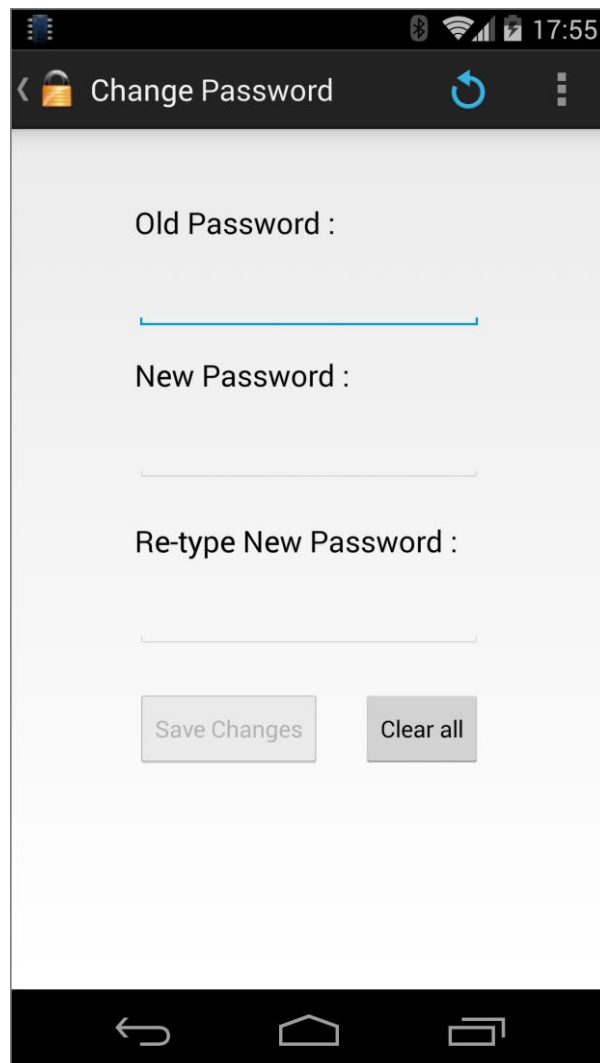 17:55
Change Password
Old Password :
New Password :
Re-type New Password :
Save Changes Clear all